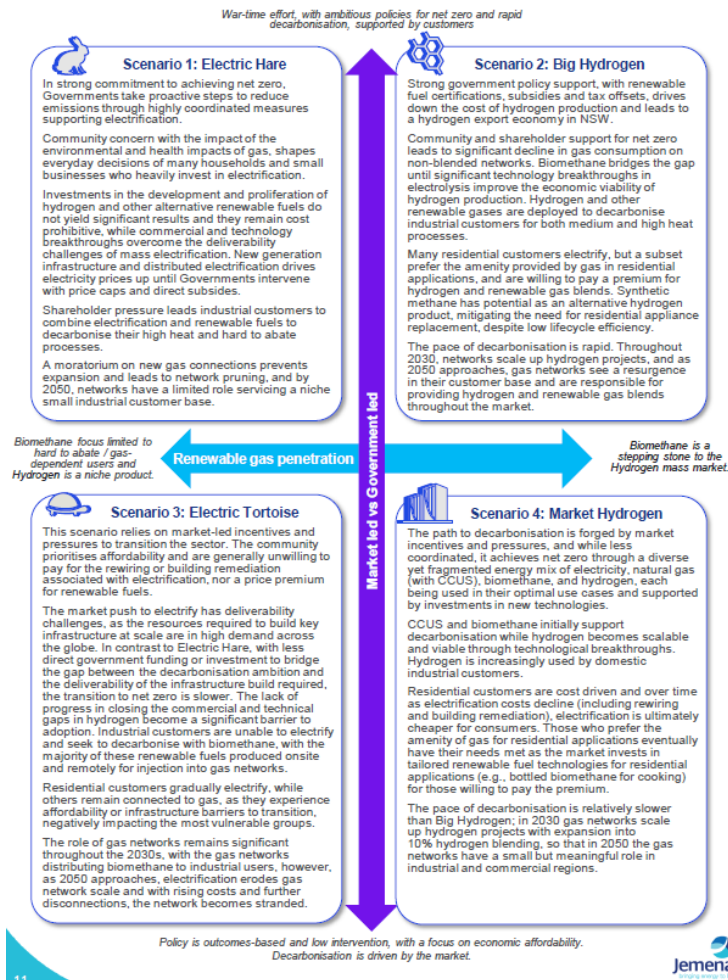 War-time effort, with ambitious policies for net zero and rapid
decarbonisation, supported by customers
Scenario 1: Electric Hare
In strong commitment to achieving net zero,
Governments take proactive steps to reduce
emissions through highly coordinated measures
supporting electrification.
Community concern with the impact of the
environmental and health impacts of gas, shapes
everyday decisions of many households and small
businesses who heavily invest in electrification.
Investments in the development and proliferation of
hydrogen and other alternative renewable fuels do
not yield significant results and they remain cost
prohibitive, while commercial and technology
breakthroughs overcome the deliverability
challenges of mass electrification. New generation
infrastructure and distributed electrification drives
electricity prices up until Governments intervene
with price caps and direct subsides.
Shareholder pressure leads industrial customers to
combine electrification and renewable fuels to
decarbonise their high heat and hard to abate
processes.
A moratorium on new gas connections prevents
expansion and leads to network pruning, and by
2050, networks have a limited role servicing a niche
small industrial customer base.
Scenario 2: Big Hydrogen
Strong government policy support, with renewable
fuel certifications, subsidies and tax offsets, drives
down the cost of hydrogen production and leads to
a hydrogen export economy in NSW.
Community and shareholder support for net zero
leads to significant decline in gas consumption on
non-blended networks. Biomethane bridges the gap
until significant technology breakthroughs in
electrolysis improve the economic viability of
hydrogen production. Hydrogen and other
renewable gases are deployed to decarbonise
industrial customers for both medium and high heat
processes.
Many residential customers electrify, but a subset
prefer the amenity provided by gas in residential
applications, and are willing to pay a premium for
hydrogen and renewable gas blends. Synthetic
methane has potential as an alternative hydrogen
product, mitigating the need for residential appliance
replacement, despite low lifecycle efficiency.
The pace of decarbonisation is rapid. Throughout
2030, networks scale up hydrogen projects, and as
2050 approaches, gas networks see a resurgence
in their customer base and are responsible for
providing hydrogen and renewable gas blends
throughout the market.
Market led vs Government led
Biomethane focus limited to
hard to abate / gas-
dependent users and
Hydrogen is a niche product.
Renewable gas penetration
Biomethane is a
stepping stone to the
Hydrogen mass market.
Scenario 3: Electric Tortoise
This scenario relies on market-led incentives and
pressures to transition the sector. The community
prioritises affordability and are generally unwilling to
pay for the rewiring or building remediation
associated with electrification, nor a price premium
for renewable fuels.
The market push to electrify has deliverability
challenges, as the resources required to build key
infrastructure at scale are in high demand across
the globe. In contrast to Electric Hare, with less
direct government funding or investment to bridge
the gap between the decarbonisation ambition and
the deliverability of the infrastructure build required,
the transition to net zero is slower. The lack of
progress in closing the commercial and technical
gaps in hydrogen become a significant barrier to
adoption. Industrial customers are unable to electrify
and seek to decarbonise with biomethane, with the
majority of these renewable fuels produced onsite
and remotely for injection into gas networks.
Residential customers gradually electrify, while
others remain connected to gas, as they experience
affordability or infrastructure barriers to transition,
negatively impacting the most vulnerable groups.
The role of gas networks remains significant
throughout the 2030s, with the gas networks
distributing biomethane to industrial users, however,
as 2050 approaches, electrification erodes gas
network scale and with rising costs and further
disconnections, the network becomes stranded.
Scenario 4: Market Hydrogen
The path to decarbonisation is forged by market
incentives and pressures, and while less
coordinated, it achieves net zero through a diverse
yet fragmented energy mix of electricity, natural gas
(with CCUS), biomethane, and hydrogen, each
being used in their optimal use cases and supported
by investments in new technologies.
CCUS and biomethane initially support
decarbonisation while hydrogen becomes scalable
and viable through technological breakthroughs.
Hydrogen is increasingly used by domestic
industrial customers.
Residential customers are cost driven and over time
as electrification costs decline (including rewiring
and building remediation), electrification is ultimately
cheaper for consumers. Those who prefer the
amenity of gas for residential applications eventually
have their needs met as the market invests in
tailored renewable fuel technologies for residential
applications (e.g., bottled biomethane for cooking)
for those willing to pay the premium.
The pace of decarbonisation is relatively slower
than Big Hydrogen; in 2030 gas networks scale
up hydrogen projects with expansion into
10% hydrogen blending, so that in 2050 the gas
networks have a small but meaningful role in
industrial and commercial regions.
Policy is outcomes-based and low intervention, with a focus on economic affordability.
Decarbonisation is driven by the market.
11